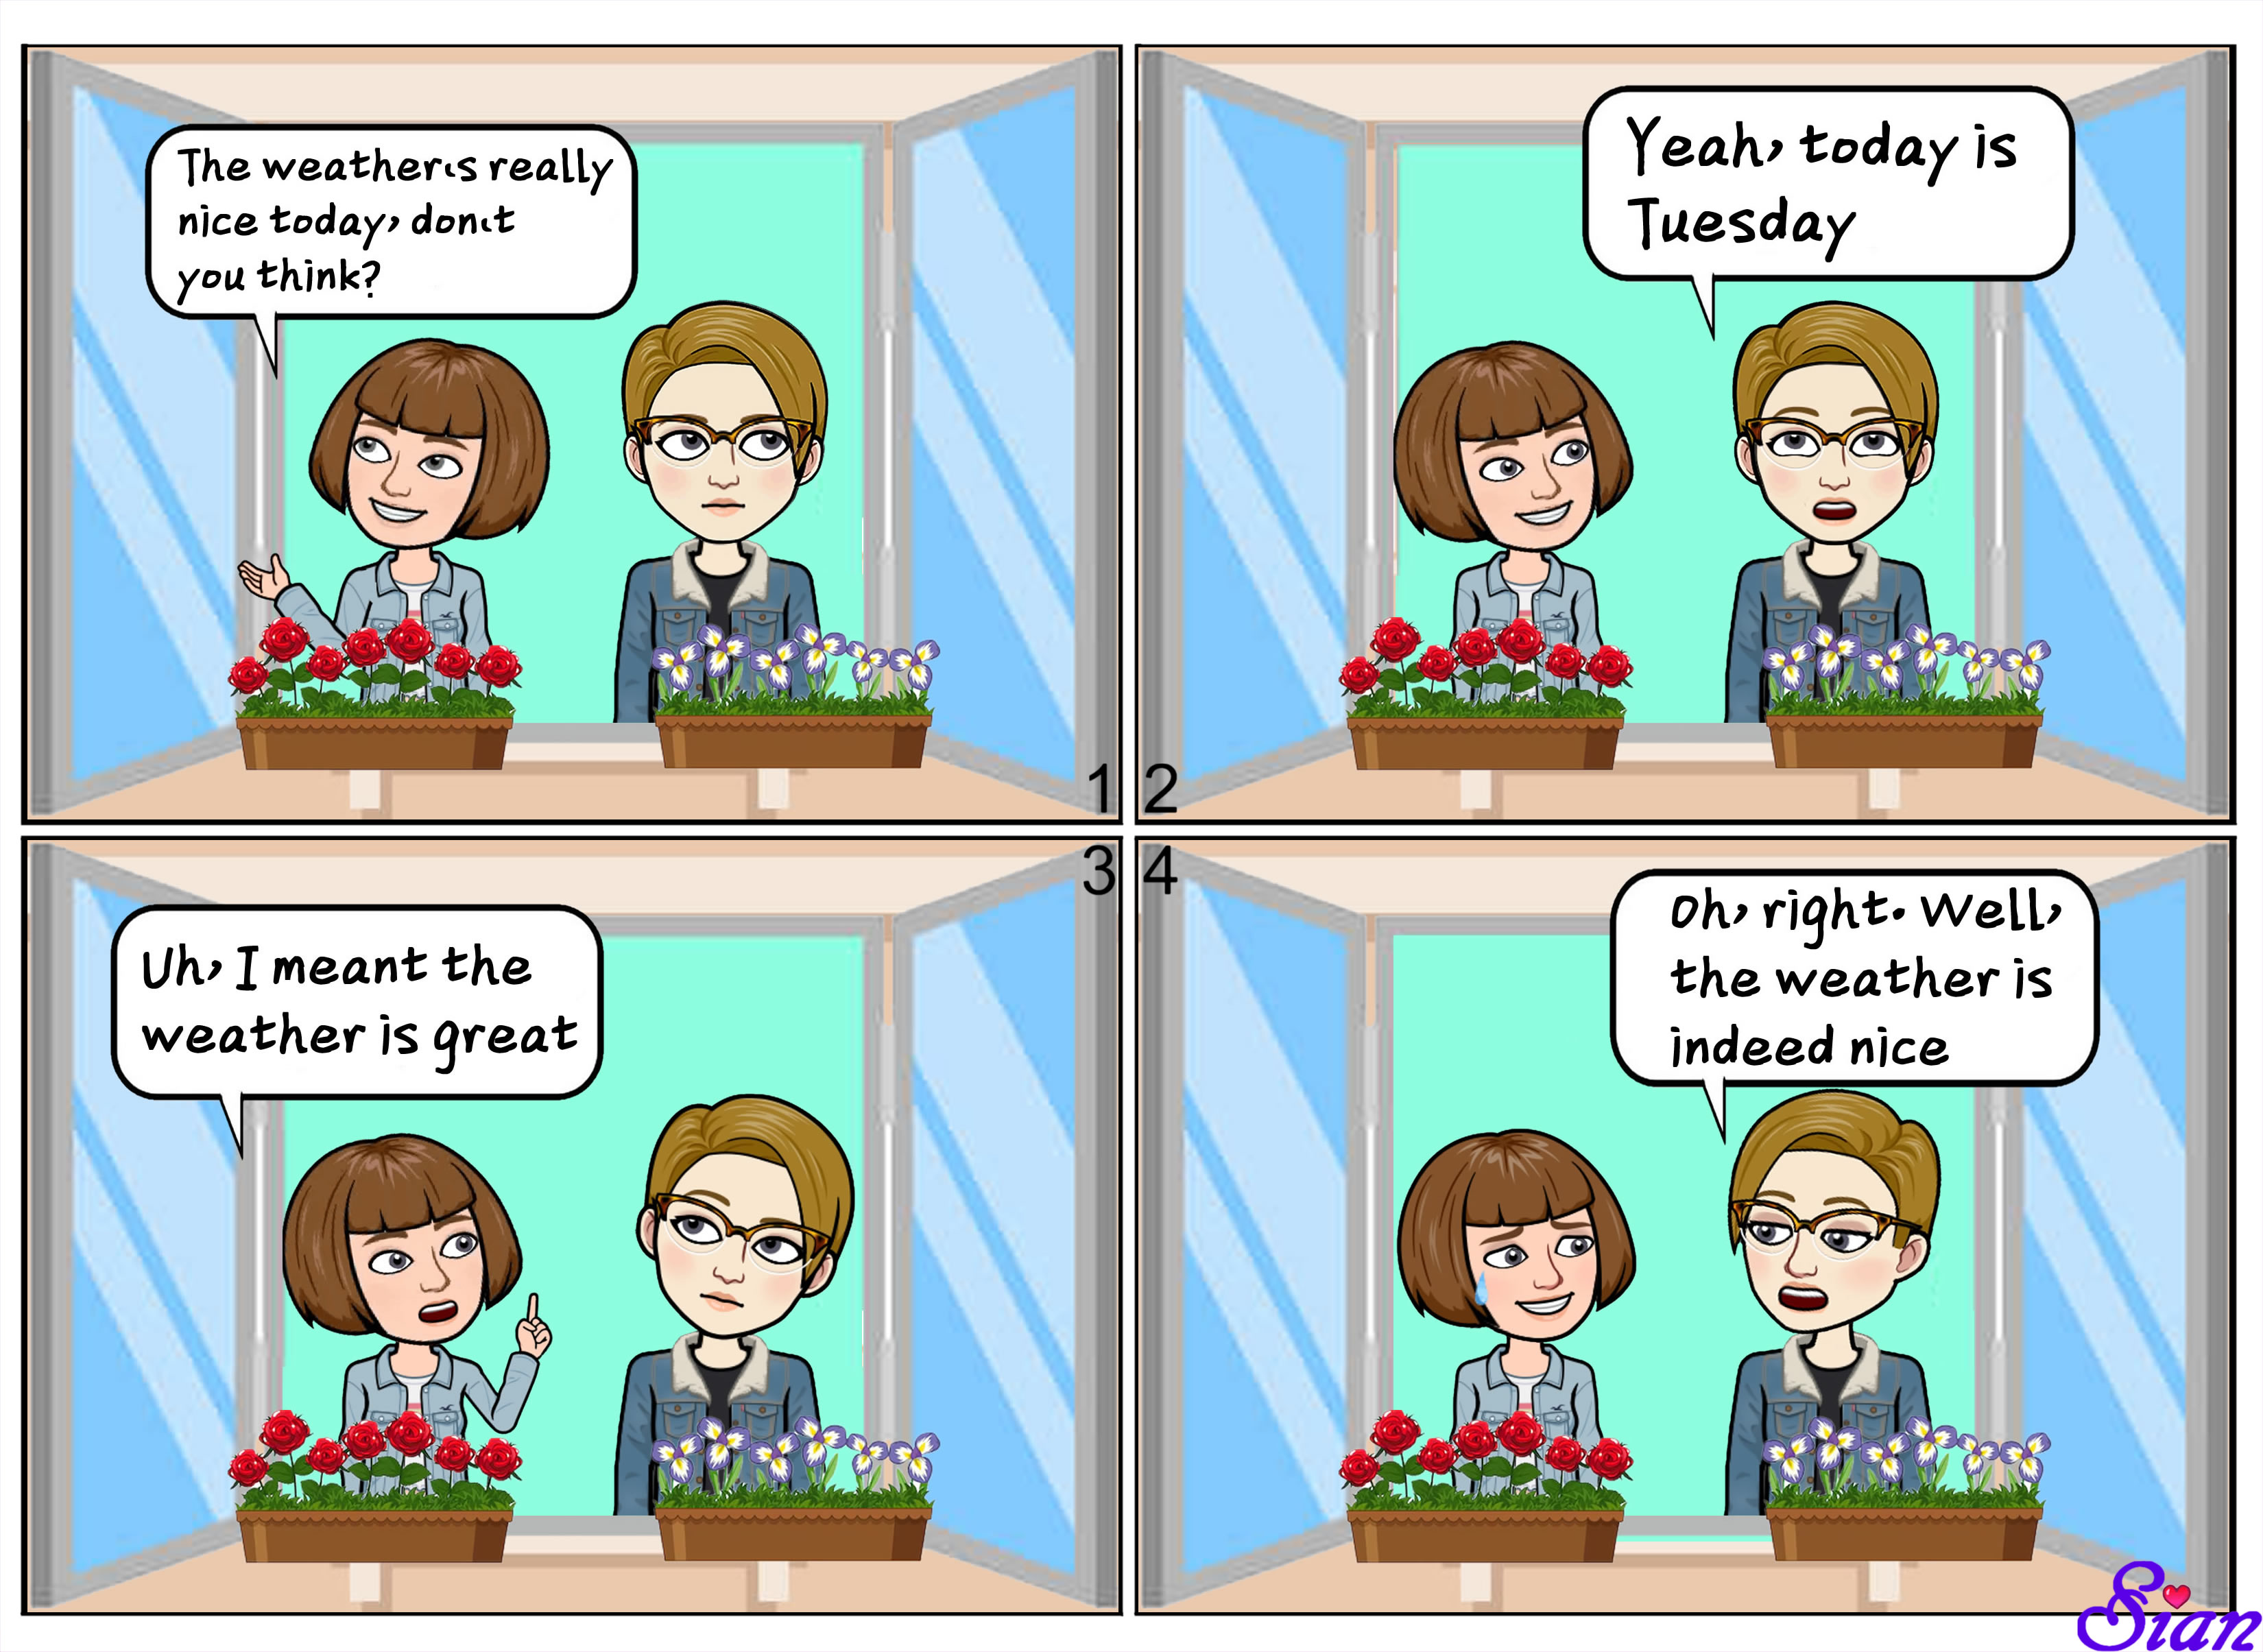 The weather's really
nice today, don't
you think?
Yeah, today is
Tuesday
1
2
Uh, I meant the
weather is great
3
4
Oh, right. Well,
the weather is
indeed nice
Sian